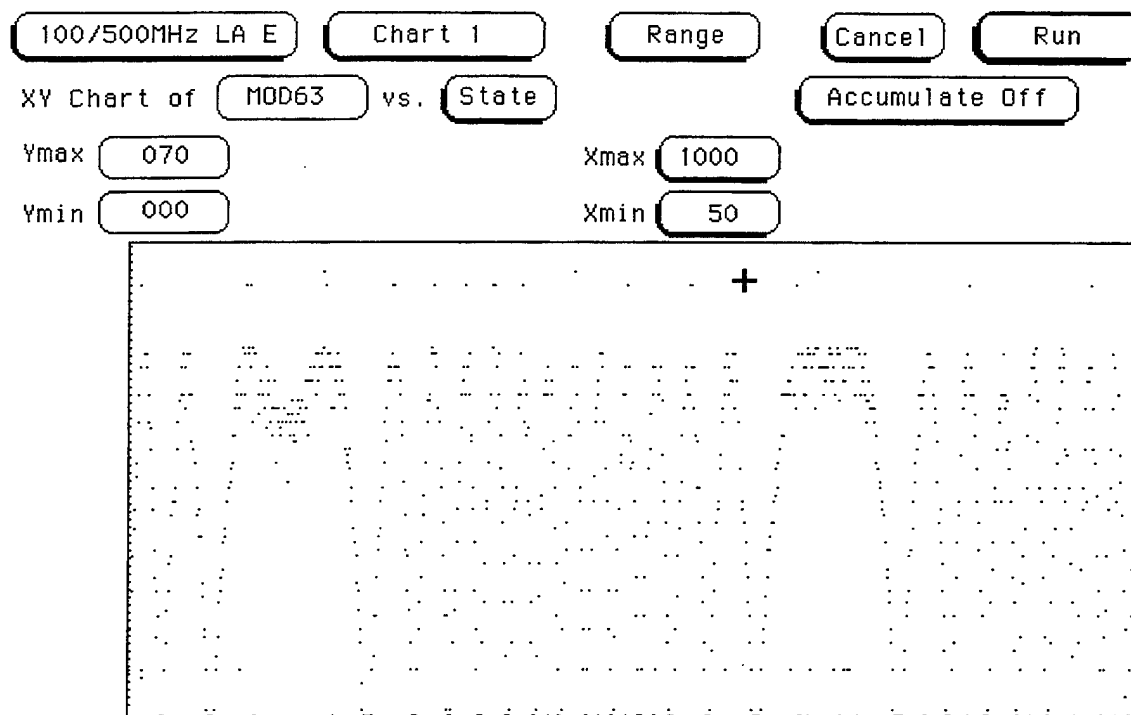 100/500MHz LA E Chart 1 Range Cancel Run
XY Chart of MOD63 vs. State Accumulate Off
Ymax 070 Xmax 1000
Ymin 000 Xmin 50